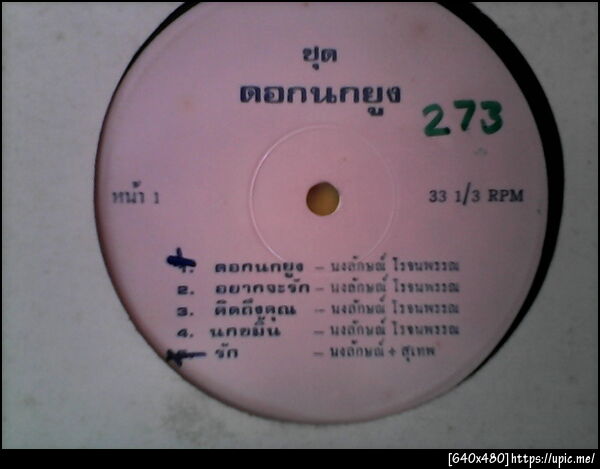 ชุด
ดอกนกยูง
273
หน้า 1
33 1/3 RPM
1. ดอกนกยูง – นงลักษณ์ โรจนพรรณ
2. อยากจะรัก – นงลักษณ์ โรจนพรรณ
3. คิดถึงคุณ – นงลักษณ์ โรจนพรรณ
4. นกขมิ้น – นงลักษณ์ โรจนพรรณ
5. รัก – นงลักษณ์ + สุเทพ
[640x480]https://upic.me/